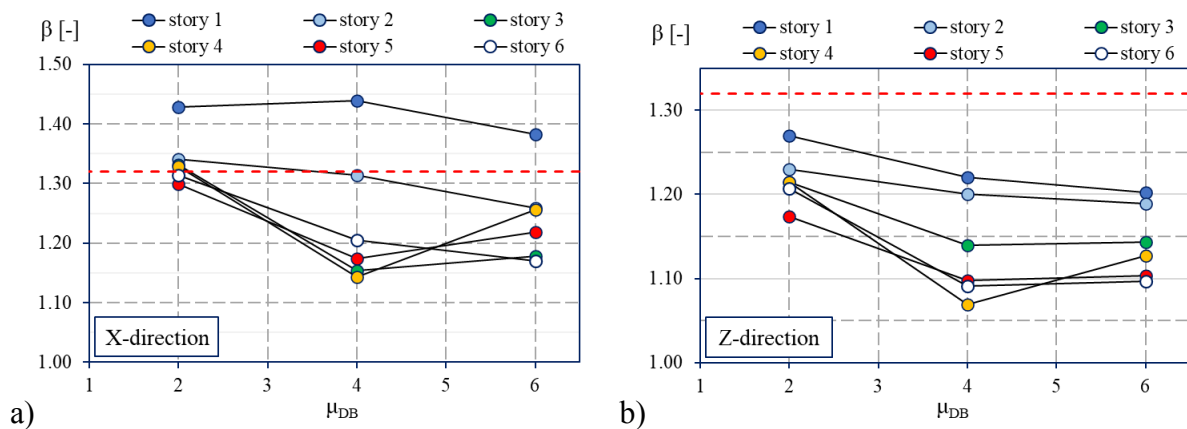 β [-]
story 1 story 2 story 3
story 4 story 5 story 6
1.50
1.40
1.30
1.20
1.10
1.00
X-direction
1 2 3 4 5 6
μDB
a)
β [-]
story 1 story 2 story 3
story 4 story 5 story 6
1.30
1.20
1.10
1.00
Z-direction
1 2 3 4 5 6
μDB
b)